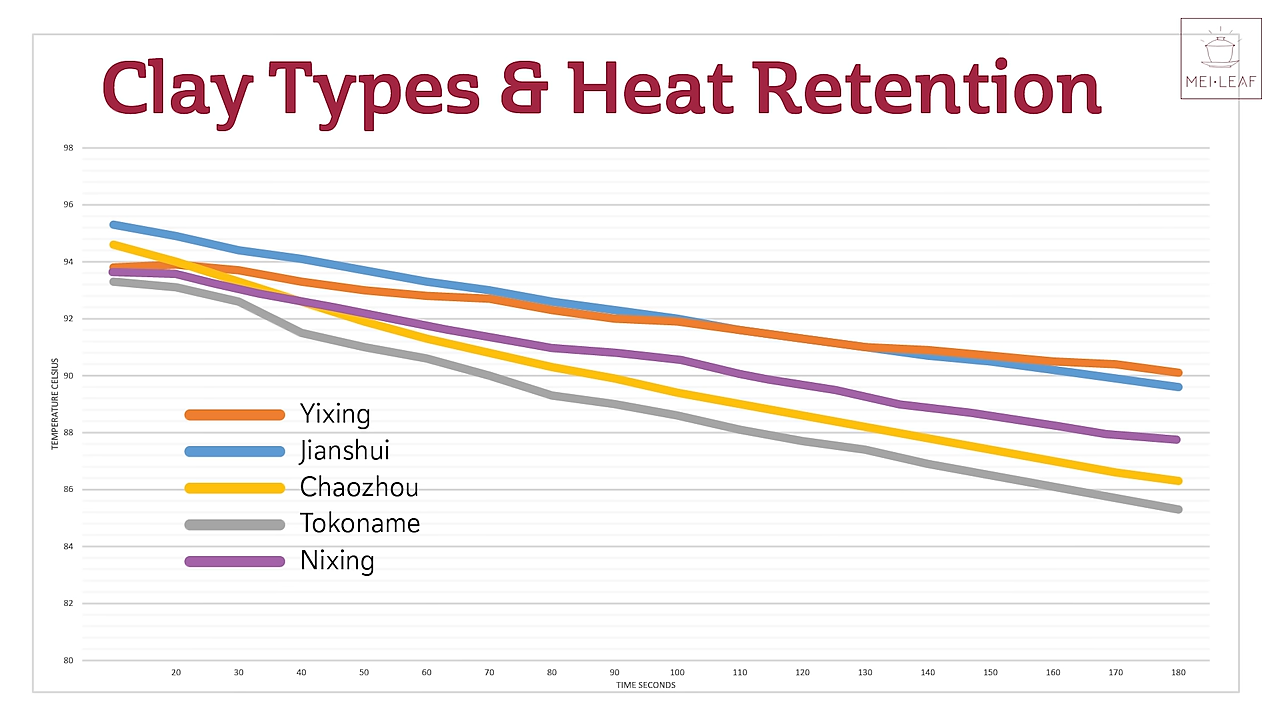 Clay Types & Heat Retention
MEI·LEAF
98
96
94
92
90
88
86
84
82
80
TEMPERATURE CELSIUS
Yixing
Jianshui
Chaozhou
Tokoname
Nixing
20 30 40 50 60 70 80 90 100 110 120 130 140 150 160 170 180
TIME SECONDS